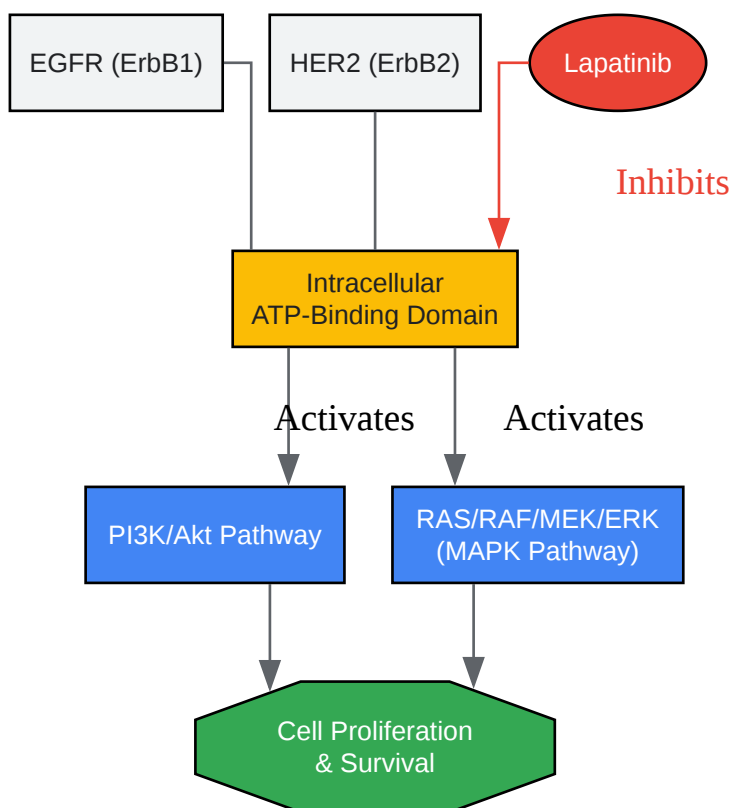 EGFR (ErbB1)
HER2 (ErbB2)
Lapatinib
Inhibits
Intracellular
ATP-Binding Domain
Activates
Activates
PI3K/Akt Pathway
RAS/RAF/MEK/ERK
(MAPK Pathway)
Cell Proliferation
& Survival